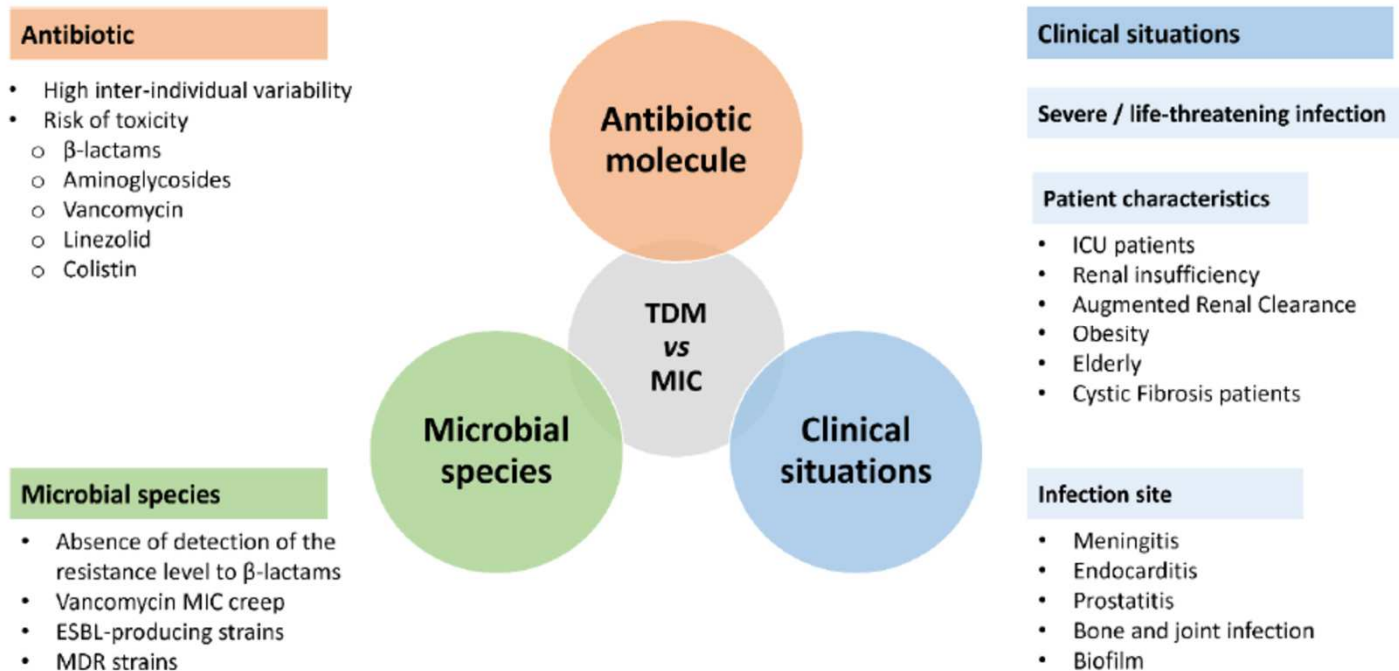 Antibiotic
• High inter-individual variability
• Risk of toxicity
o β-lactams
o Aminoglycosides
o Vancomycin
o Linezolid
o Colistin
Microbial species
• Absence of detection of the
resistance level to β-lactams
• Vancomycin MIC creep
• ESBL-producing strains
• MDR strains
Antibiotic
molecule
TDM
vs
MIC
Microbial
species
Clinical
situations
Clinical situations
Severe / life-threatening infection
Patient characteristics
• ICU patients
• Renal insufficiency
• Augmented Renal Clearance
• Obesity
• Elderly
• Cystic Fibrosis patients
Infection site
• Meningitis
• Endocarditis
• Prostatitis
• Bone and joint infection
• Biofilm